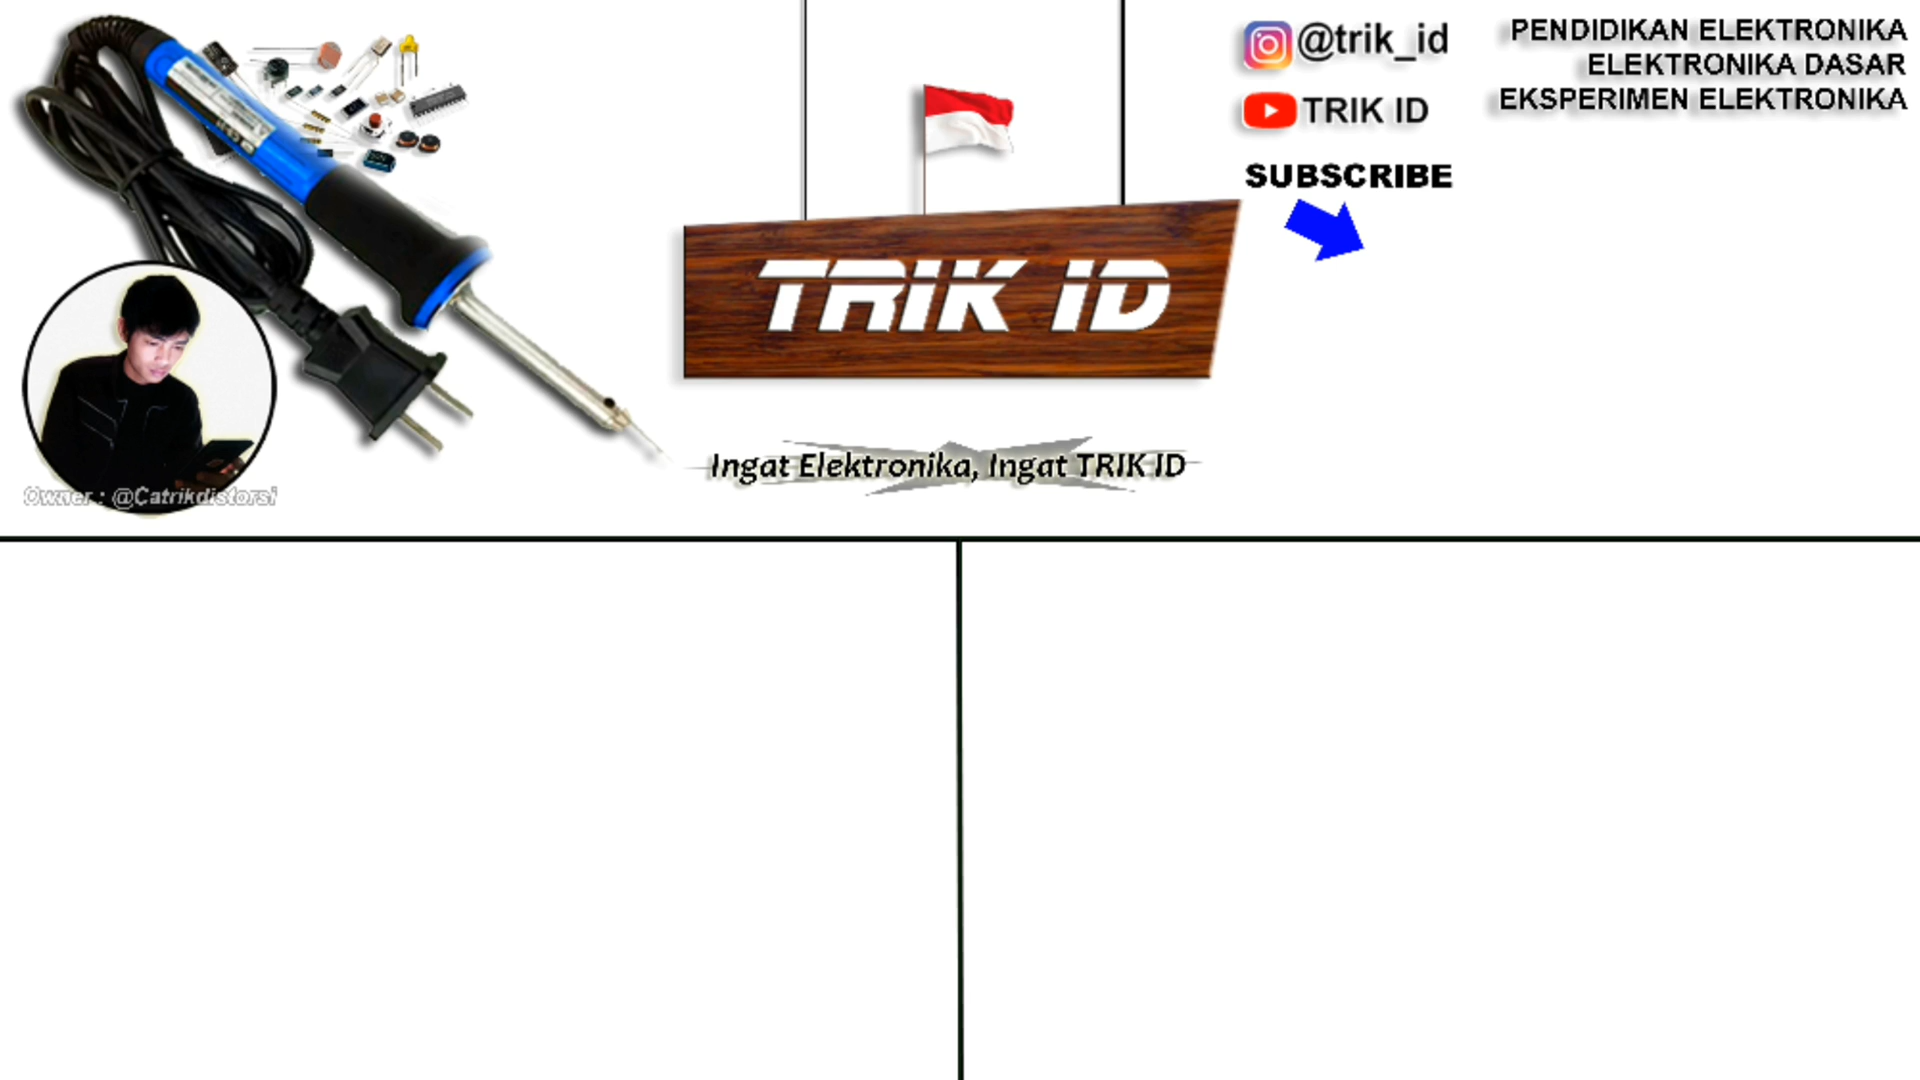 @trik_id
TRIK ID
SUBSCRIBE
PENDIDIKAN ELEKTRONIKA
ELEKTRONIKA DASAR
EKSPERIMEN ELEKTRONIKA
TRIK ID
Ingat Elektronika, Ingat TRIK ID
Owner : @Catrikdistorsi